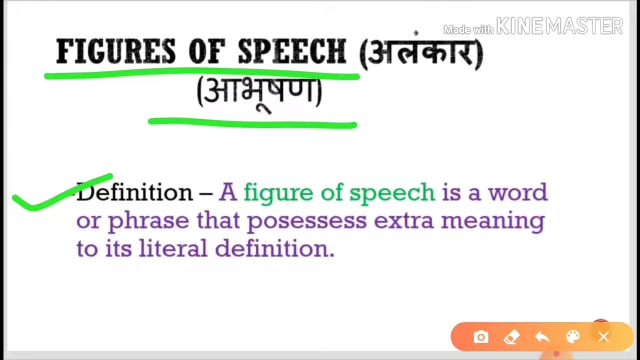 Made with KINEMASTER
FIGURES OF SPEECH (अलंकार)
(आभूषण)
Definition – A figure of speech is a word
or phrase that posessess extra meaning
to its literal definition.